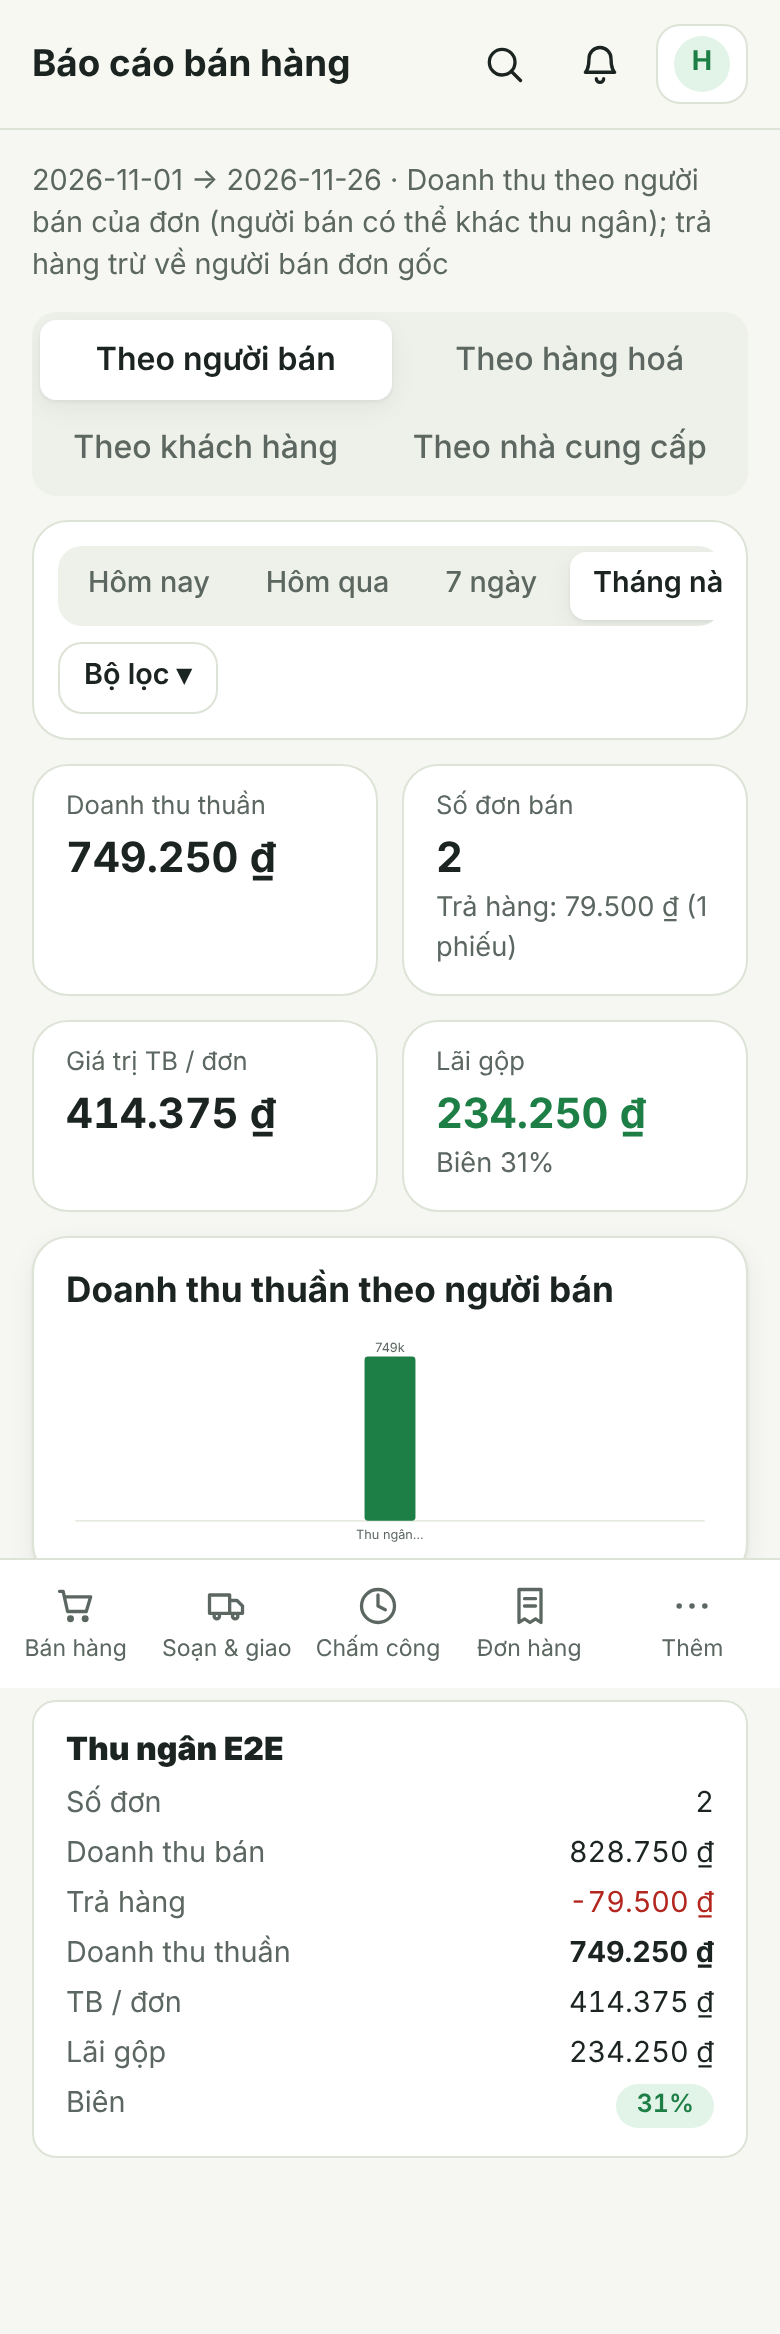 Báo cáo bán hàng
H
2026-11-01 → 2026-11-26 · Doanh thu theo người
bán của đơn (người bán có thể khác thu ngân); trả
hàng trừ về người bán đơn gốc
Theo người bán
Theo hàng hoá
Theo khách hàng
Theo nhà cung cấp
Hôm nay
Hôm qua
7 ngày
Tháng nà
Bộ lọc ▾
Doanh thu thuần
749.250 ₫
Số đơn bán
2
Trả hàng: 79.500 ₫ (1
phiếu)
Giá trị TB / đơn
414.375 ₫
Lãi gộp
234.250 ₫
Biên 31%
Doanh thu thuần theo người bán
749k
Thu ngân…
Bán hàng
Soạn & giao
Chấm công
Đơn hàng
Thêm
Thu ngân E2E
Số đơn 2
Doanh thu bán 828.750 ₫
Trả hàng -79.500 ₫
Doanh thu thuần 749.250 ₫
TB / đơn 414.375 ₫
Lãi gộp 234.250 ₫
Biên 31%